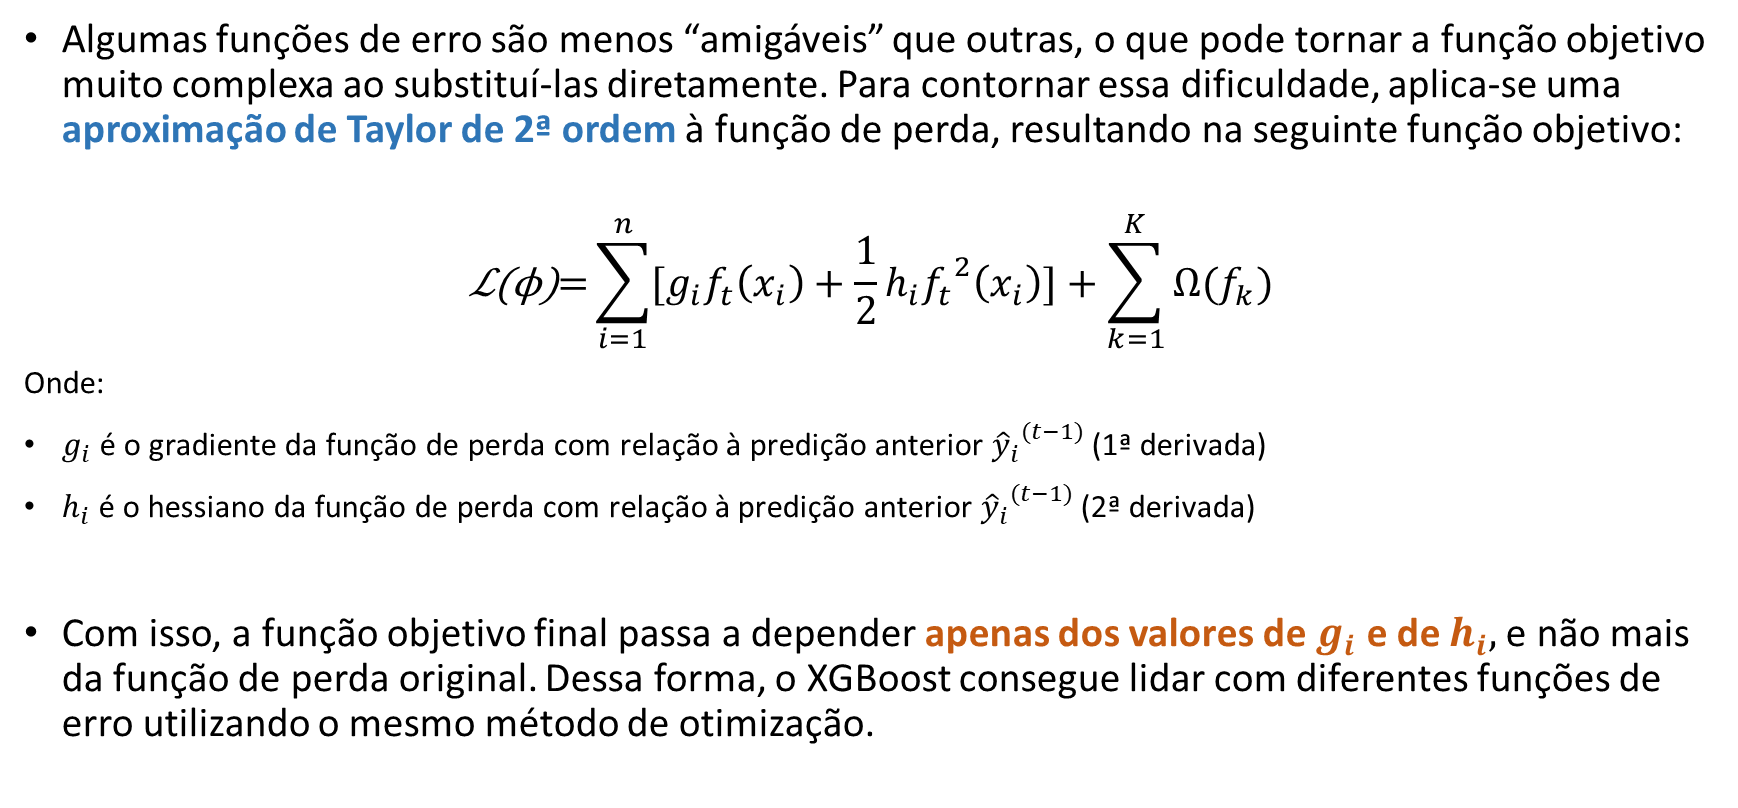 • Algumas funções de erro são menos “amigáveis” que outras, o que pode tornar a função objetivo
muito complexa ao substituí-las diretamente. Para contornar essa dificuldade, aplica-se uma
aproximação de Taylor de 2ª ordem à função de perda, resultando na seguinte função objetivo:
ℒ(ϕ)= ∑_{i=1}^{n} [g_i f_t(x_i) + \frac{1}{2} h_i f_t^2(x_i)] + ∑_{k=1}^{K} Ω(f_k)
Onde:
• g_i é o gradiente da função de perda com relação à predição anterior ŷ_i^{(t−1)} (1ª derivada)
• h_i é o hessiano da função de perda com relação à predição anterior ŷ_i^{(t−1)} (2ª derivada)
• Com isso, a função objetivo final passa a depender apenas dos valores de g_i e de h_i, e não mais
da função de perda original. Dessa forma, o XGBoost consegue lidar com diferentes funções de
erro utilizando o mesmo método de otimização.